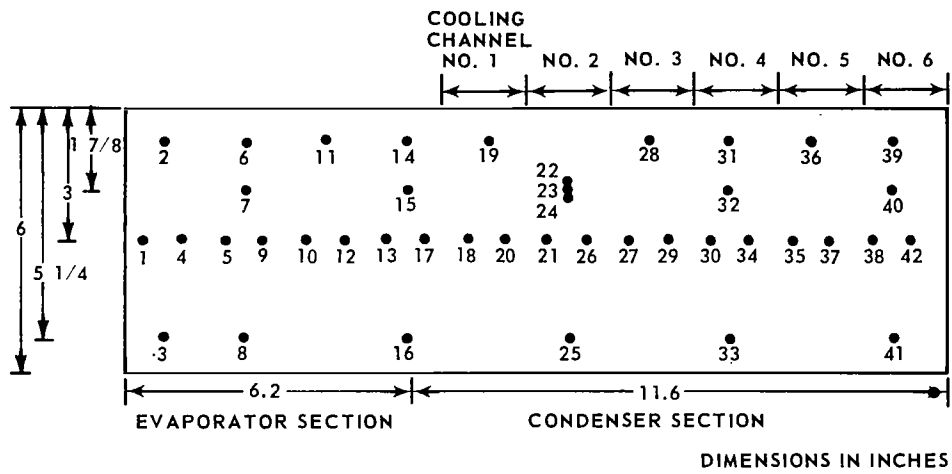 COOLING
CHANNEL
NO. 1 NO. 2 NO. 3 NO. 4 NO. 5 NO. 6
1 7/8
3
6
5 1/4
2 6 11 14 19 28 31 36 39
22
23
24
7 15 32 40
1 4 5 9 10 12 13 17 18 20 21 26 27 29 30 34 35 37 38 42
3 8 16 25 33 41
6.2 11.6
EVAPORATOR SECTION CONDENSER SECTION
DIMENSIONS IN INCHES